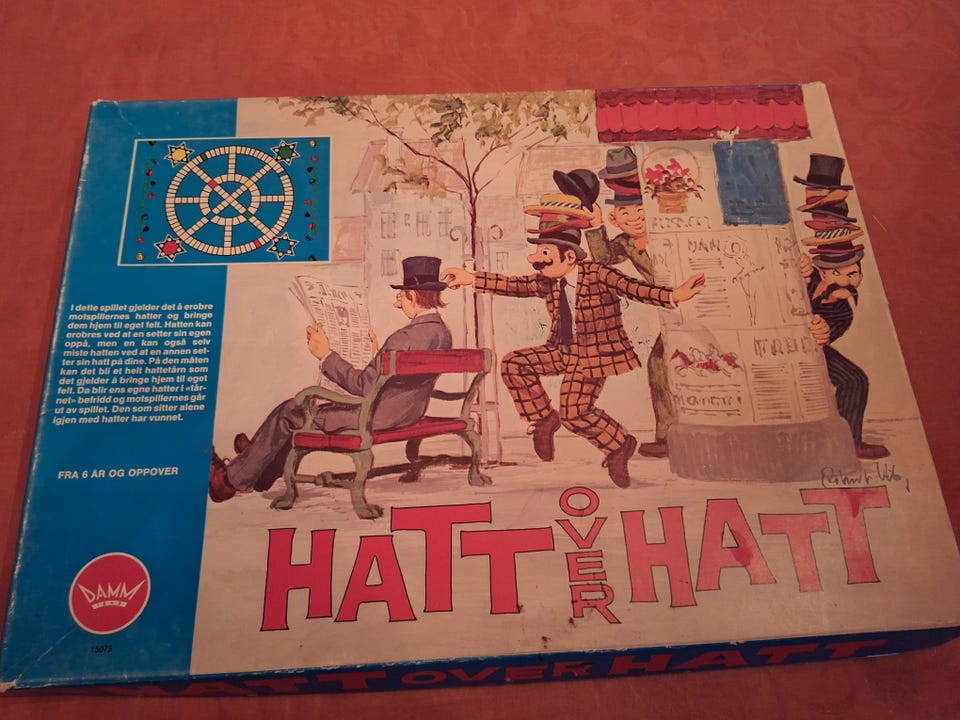 I dette spillet gjelder det å erobre
motspillernes hatter og bringe
dem hjem til eget felt. Hatten kan
erobres ved at en setter sin egen
oppå, men en kan også selv
miste hatten ved at en annen set-
ter sin hatt på dine. På den måten
kan det bli et helt hattetårn som
det gjelder å bringe hjem til eget
felt. Da blir ens egne hatter i «tår-
net» befridd og motspillernes går
ut av spillet. Den som sitter alene
igjen med hatter har vunnet.
FRA 6 ÅR OG OPPOVER
DAMM
15075
HATT OVER HATT
HATT OVER HATT